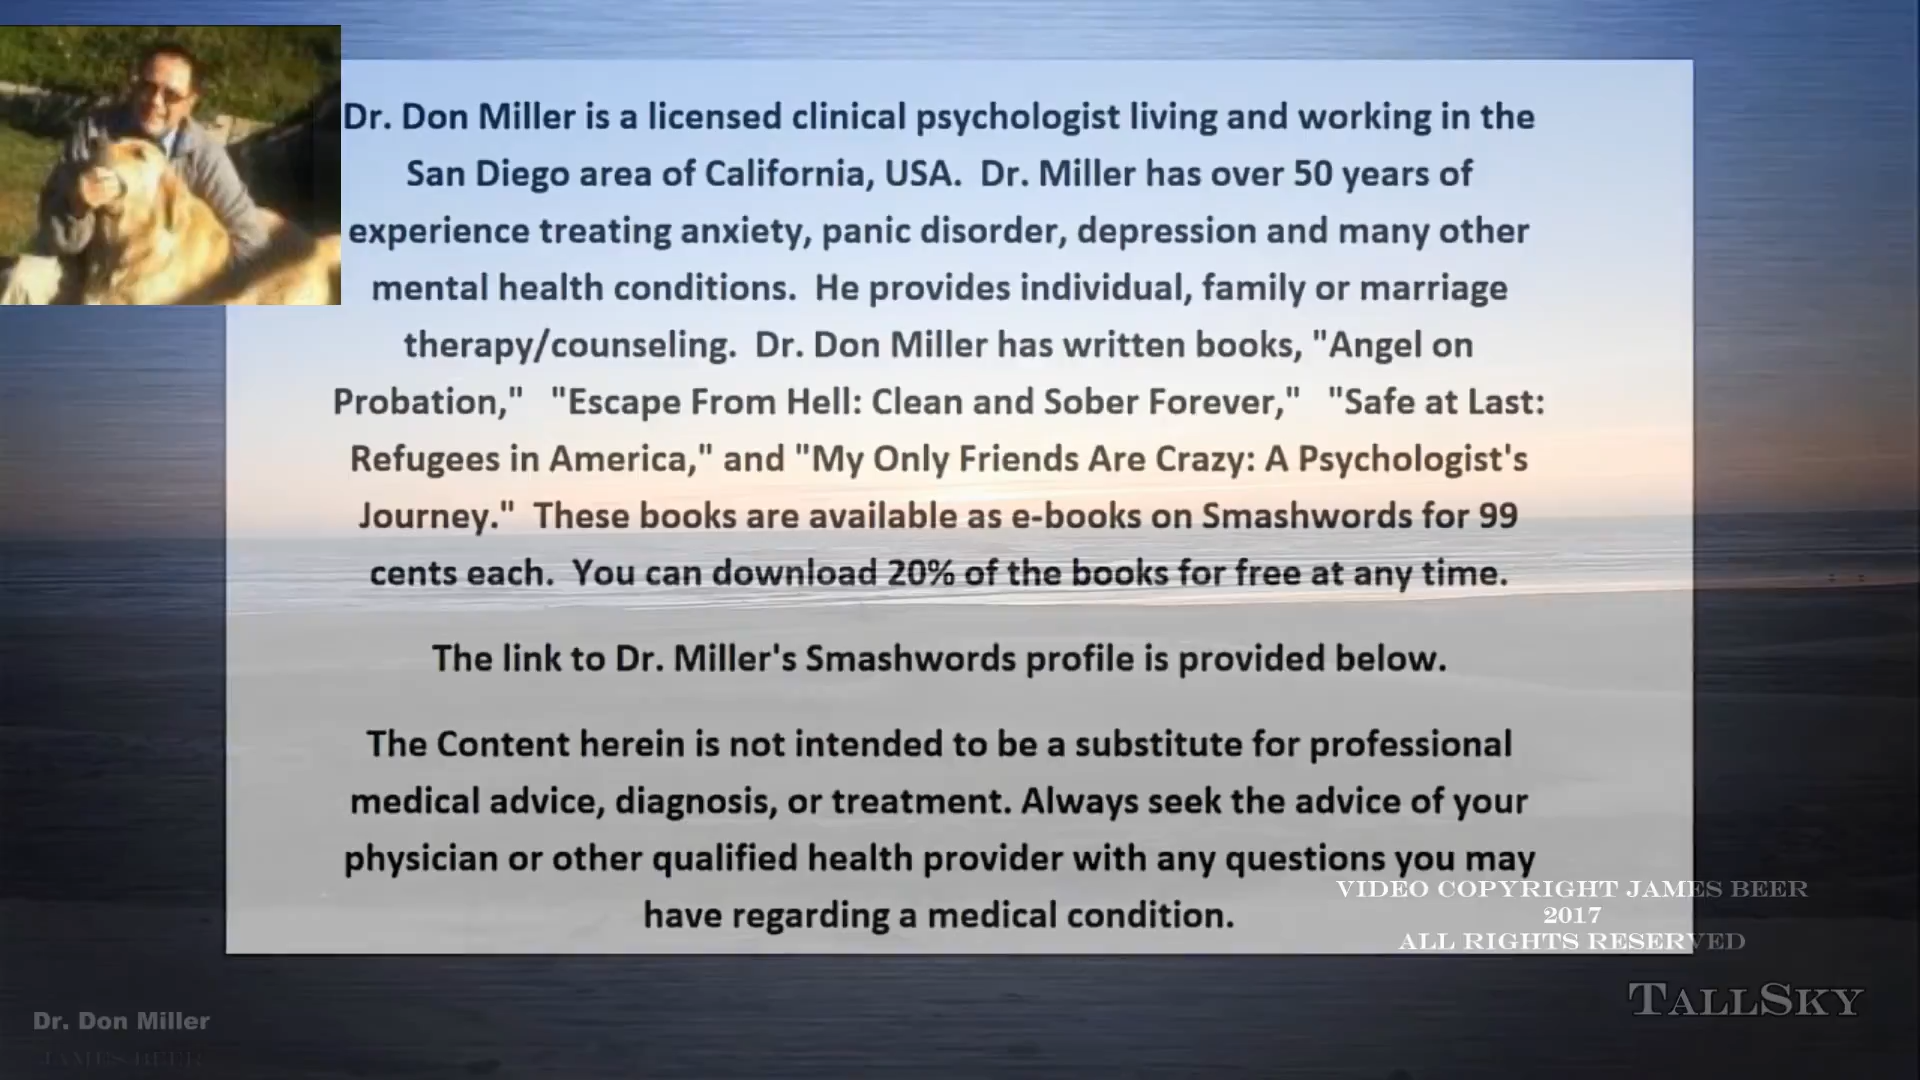 Dr. Don Miller is a licensed clinical psychologist living and working in the
San Diego area of California, USA.  Dr. Miller has over 50 years of
experience treating anxiety, panic disorder, depression and many other
mental health conditions.  He provides individual, family or marriage
therapy/counseling.  Dr. Don Miller has written books, "Angel on
Probation,"   "Escape From Hell: Clean and Sober Forever,"   "Safe at Last:
Refugees in America," and "My Only Friends Are Crazy: A Psychologist's
Journey."  These books are available as e-books on Smashwords for 99
cents each.  You can download 20% of the books for free at any time.
The link to Dr. Miller's Smashwords profile is provided below.
The Content herein is not intended to be a substitute for professional
medical advice, diagnosis, or treatment. Always seek the advice of your
physician or other qualified health provider with any questions you may
have regarding a medical condition.
VIDEO COPYRIGHT JAMES BEER
2017
ALL RIGHTS RESERVED
TALLSKY
Dr. Don Miller
JAMES BEER